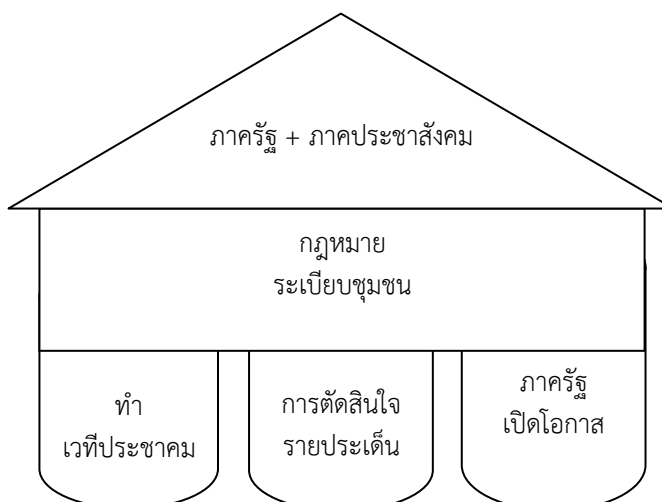 ภาครัฐ + ภาคประชาสังคม
กฎหมาย
ระเบียบชุมชน
ทำ
เวทีประชาคม
การตัดสินใจ
รายประเด็น
ภาครัฐ
เปิดโอกาส